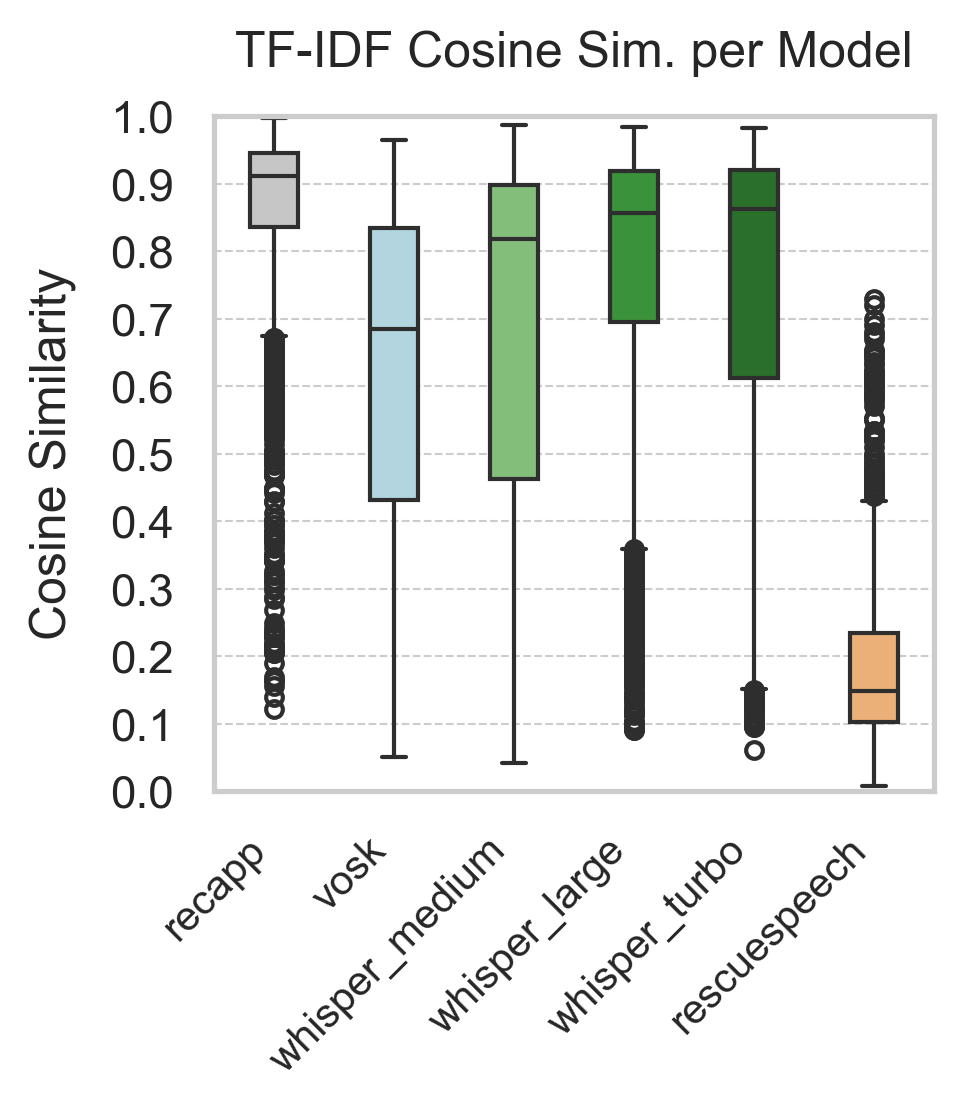 TF-IDF Cosine Sim. per Model
Cosine Similarity
1.0
0.9
0.8
0.7
0.6
0.5
0.4
0.3
0.2
0.1
0.0
recapp
vosk
whisper_medium
whisper_large
whisper_turbo
rescuespeech